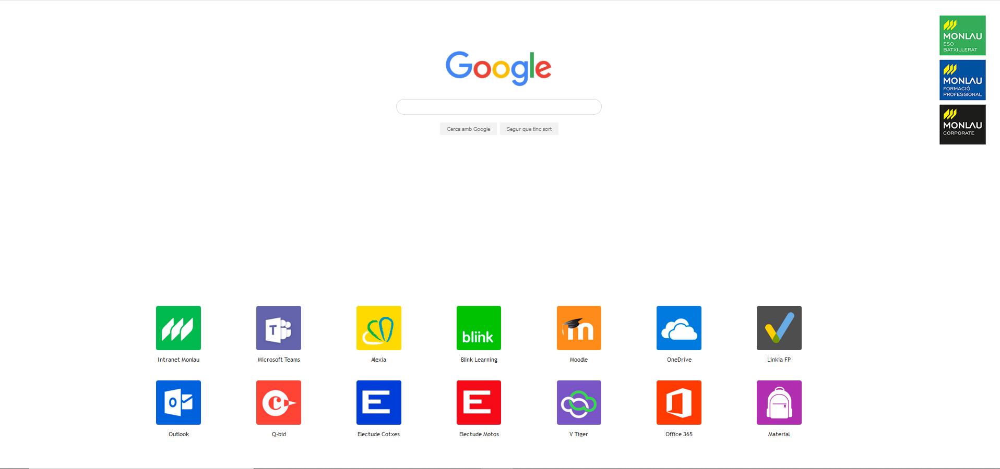 Google
Cerca amb Google
Segur que tinc sort
MONLAU
ESO
BATXILLERAT
MONLAU
FORMACIÓ
PROFESSIONAL
MONLAU
CORPORATE
T
blink
m
Intranet Monlau
Microsoft Teams
Alexia
Blink Learning
Moodle
OneDrive
Linkia FP
O
C
E
E
Outlook
Q-bid
Electude Cotxes
Electude Motos
V Tiger
Office 365
Material